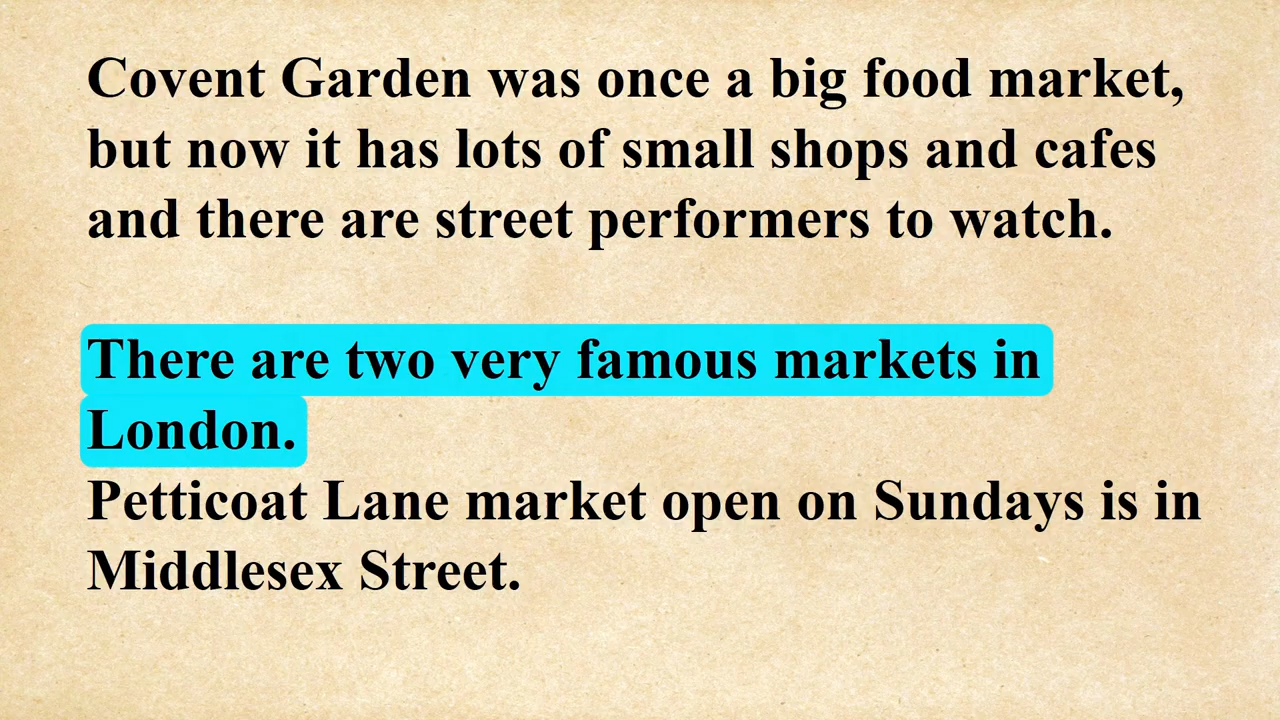 Covent Garden was once a big food market,
but now it has lots of small shops and cafes
and there are street performers to watch.
There are two very famous markets in
London.
Petticoat Lane market open on Sundays is in
Middlesex Street.